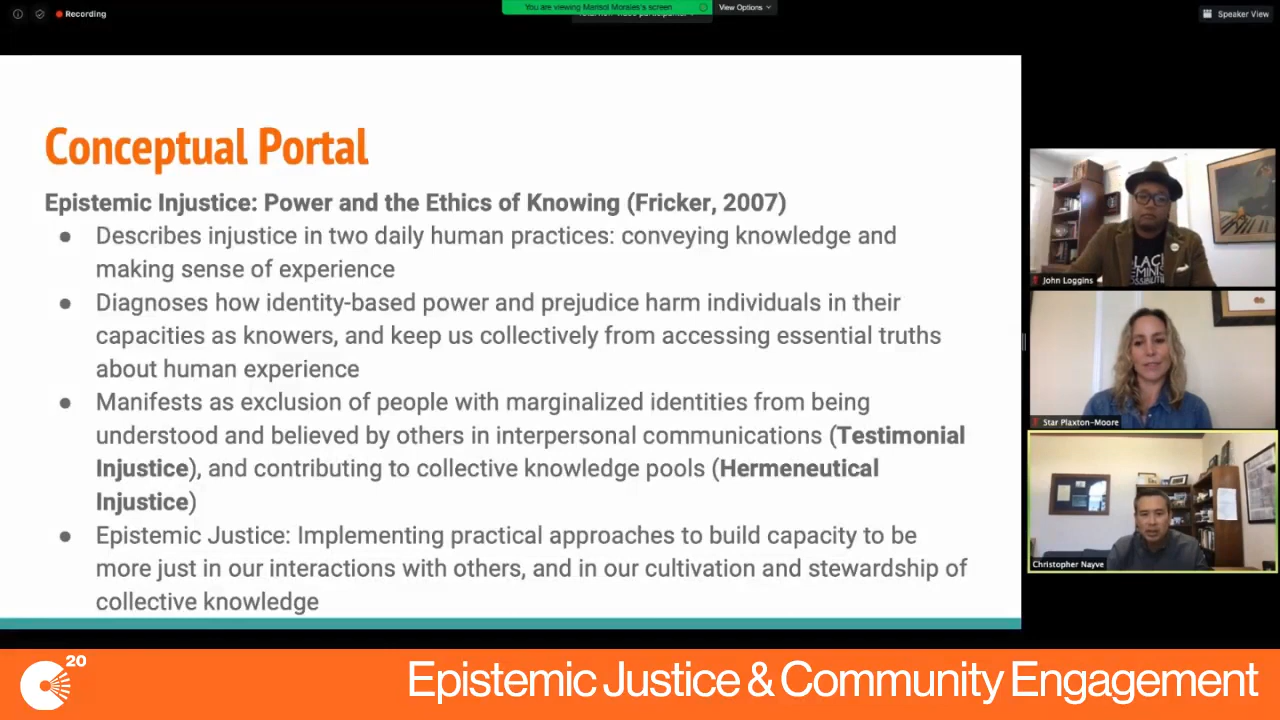 Recording
You are viewing Marisol Morales's screen
View Options
Speaker View
Conceptual Portal
Epistemic Injustice: Power and the Ethics of Knowing (Fricker, 2007)
● Describes injustice in two daily human practices: conveying knowledge and
making sense of experience
● Diagnoses how identity-based power and prejudice harm individuals in their
capacities as knowers, and keep us collectively from accessing essential truths
about human experience
● Manifests as exclusion of people with marginalized identities from being
understood and believed by others in interpersonal communications (Testimonial
Injustice), and contributing to collective knowledge pools (Hermeneutical
Injustice)
● Epistemic Justice: Implementing practical approaches to build capacity to be
more just in our interactions with others, and in our cultivation and stewardship of
collective knowledge
John Loggins
Star Plaxton-Moore
Christopher Nayve
20
Epistemic Justice & Community Engagement